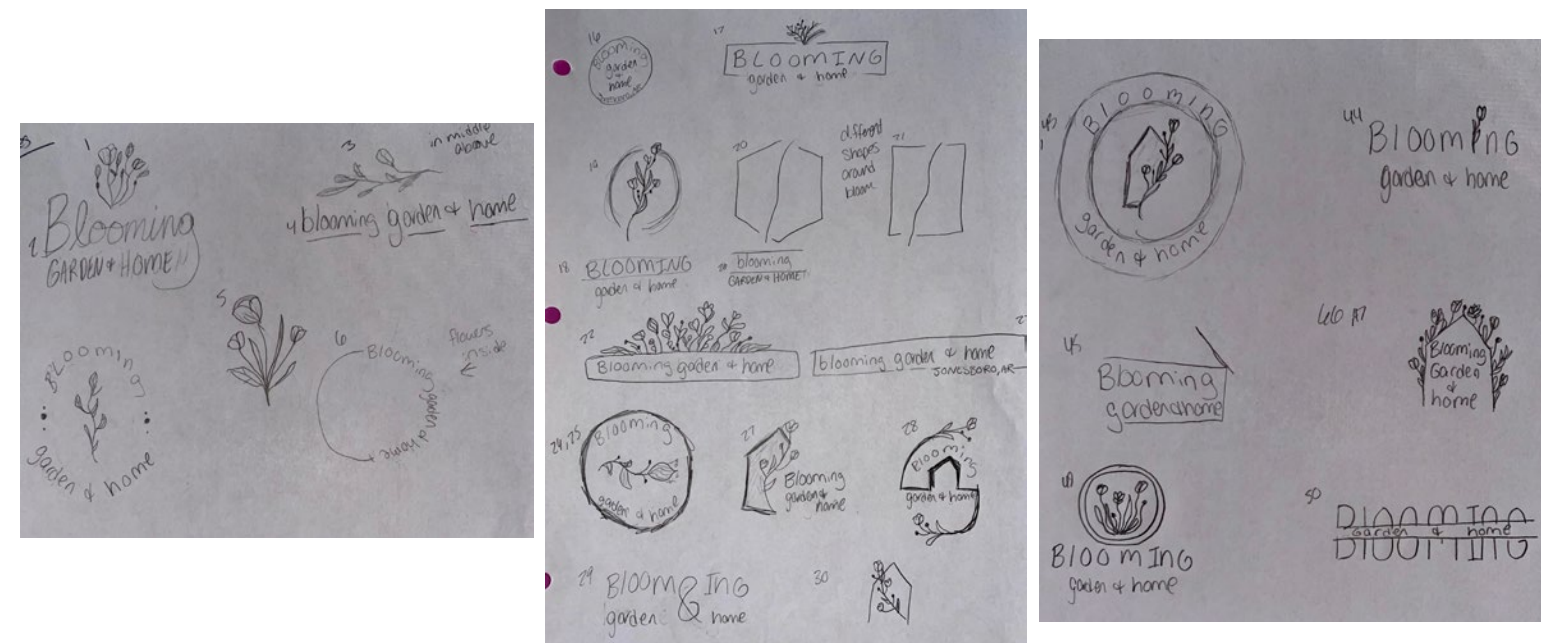 1
3
in middle
above
2
Blooming
GARDEN & HOME
4 blooming garden & home
5
6
flowers
inside
Blooming
garden & home
Blooming garden & home
16
Blooming
garden
&
home
17
BLOOMING
garden & home
19
20
different
shapes
around
bloom
21
18
BLOOMING
garden & home
blooming
GARDEN & HOME
22
Blooming garden & home
blooming garden & home
JONESBORO, AR
24, 25
Blooming
garden & home
27
Blooming
garden &
home
28
Blooming
garden & home
29
BLOOM&ING
garden
home
30
BLOOMING
garden & home
44
Blooming
garden & home
45
Blooming
garden & home
46 47
Blooming
Garden
&
home
BloomING
garden & home
50
BLOOMING
Garden & home